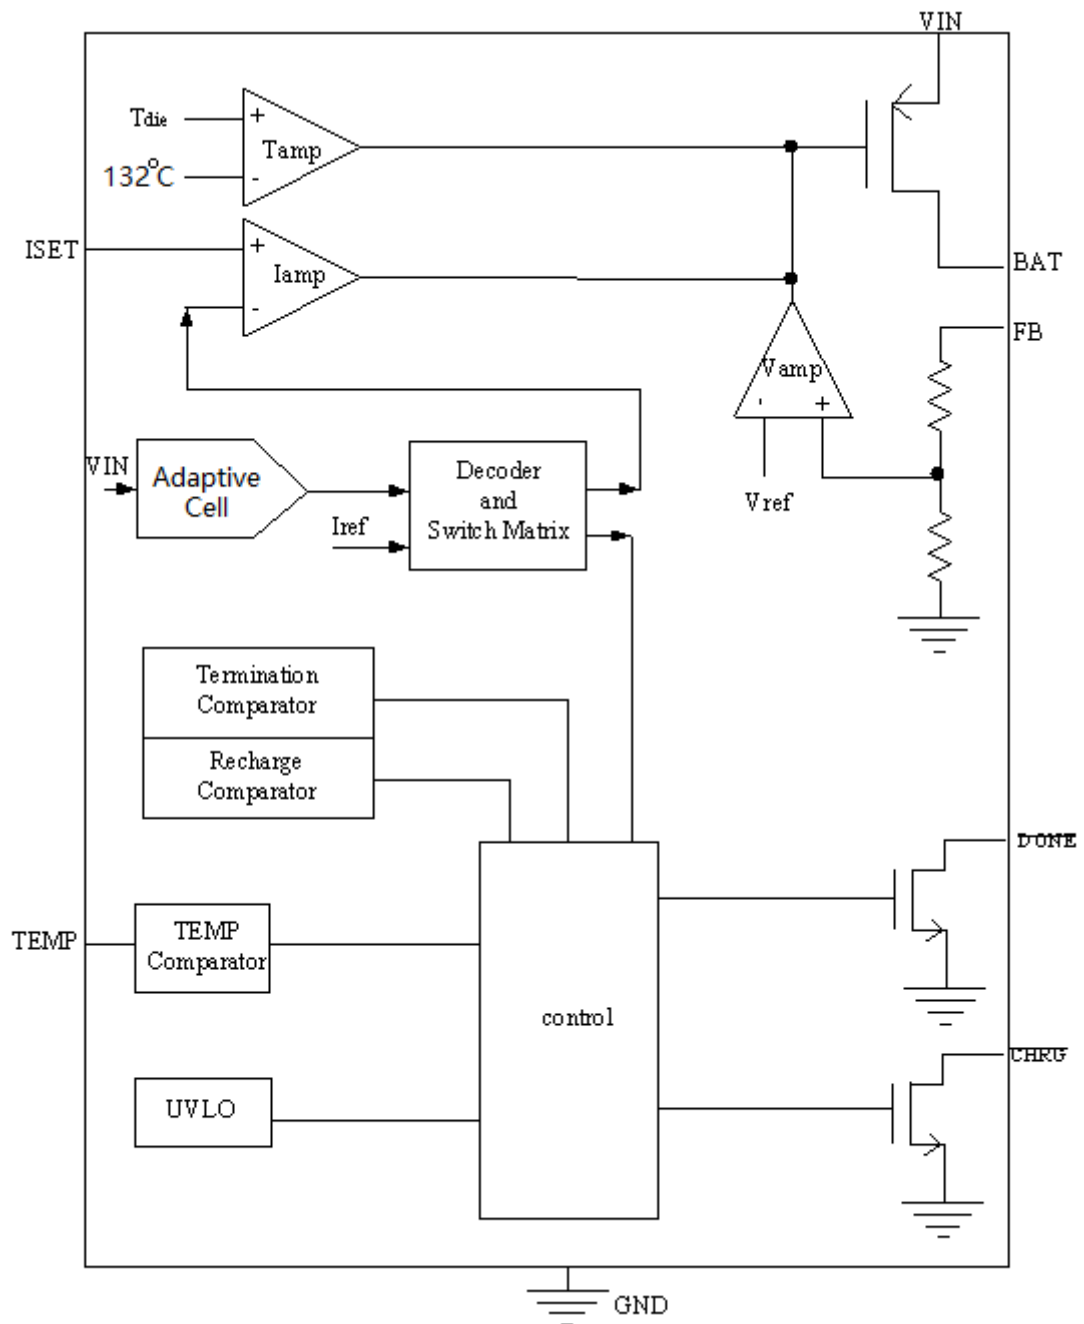 VIN
Tdie
+
Tamp
132°C
-
ISET
+
Iamp
-
BAT
FB
Vamp
- +
VIN
Adaptive
Cell
Decoder
and
Switch Matrix
Iref
Vref
Termination
Comparator
Recharge
Comparator
DONE
TEMP
TEMP
Comparator
control
CHRG
UVLO
GND